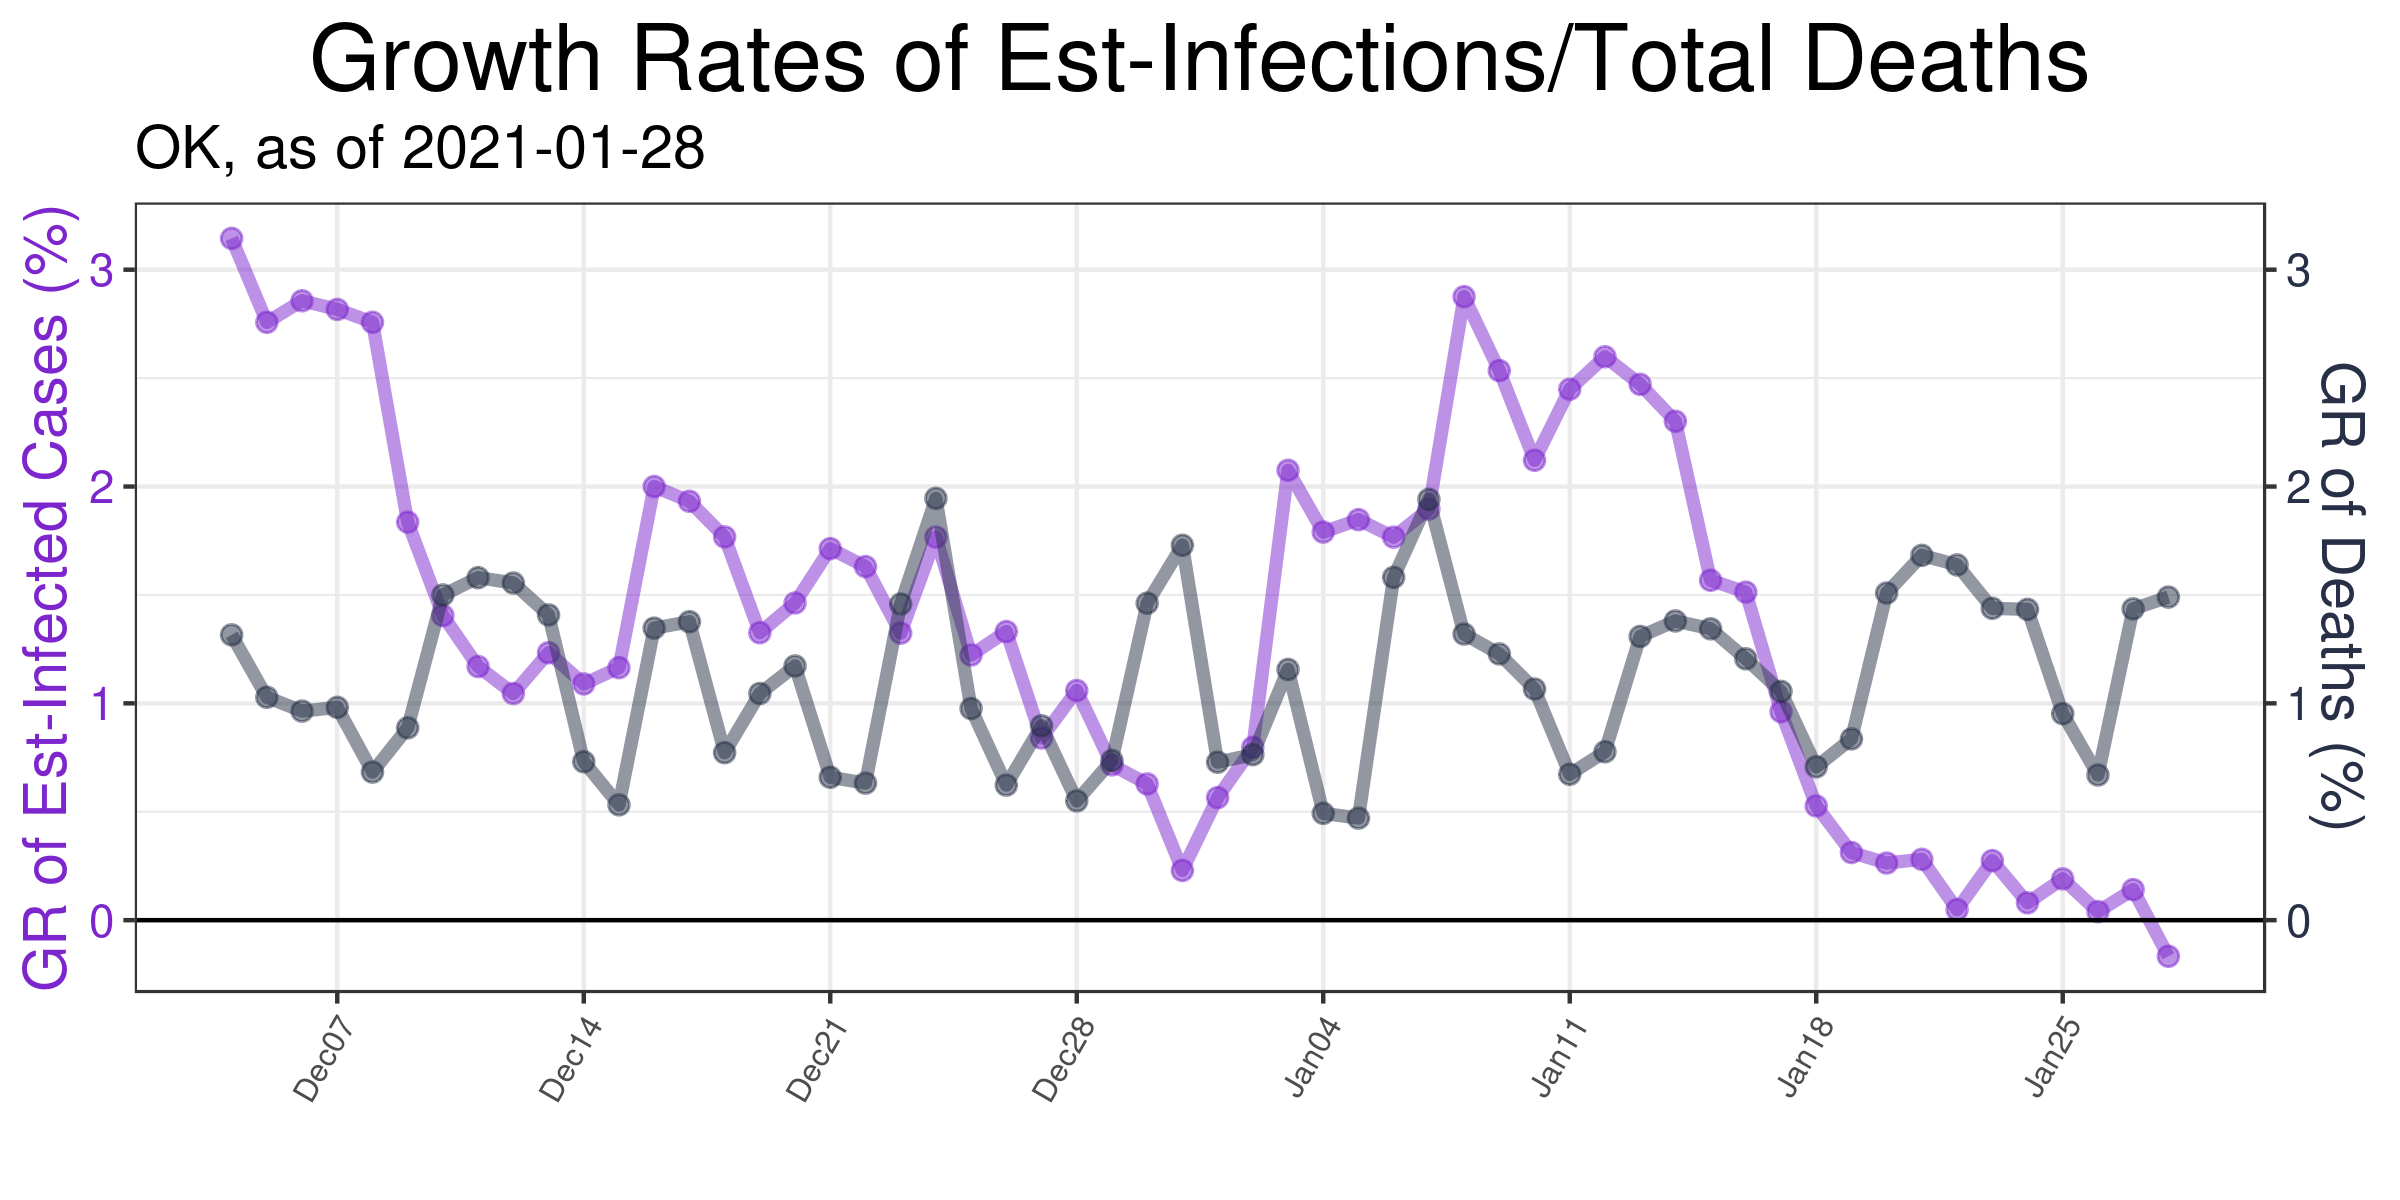 Growth Rates of Est-Infections/Total Deaths
OK, as of 2021-01-28
GR of Est-Infected Cases (%)
3
2
1
0
3
2
1
0
GR of Deaths (%)
Dec07
Dec14
Dec21
Dec28
Jan04
Jan11
Jan18
Jan25